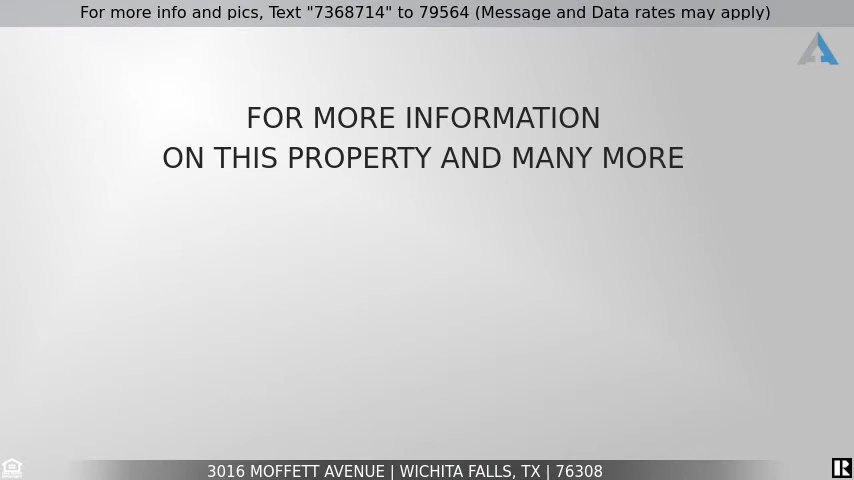 For more info and pics, Text "7368714" to 79564 (Message and Data rates may apply)
FOR MORE INFORMATION
ON THIS PROPERTY AND MANY MORE
3016 MOFFETT AVENUE | WICHITA FALLS, TX | 76308